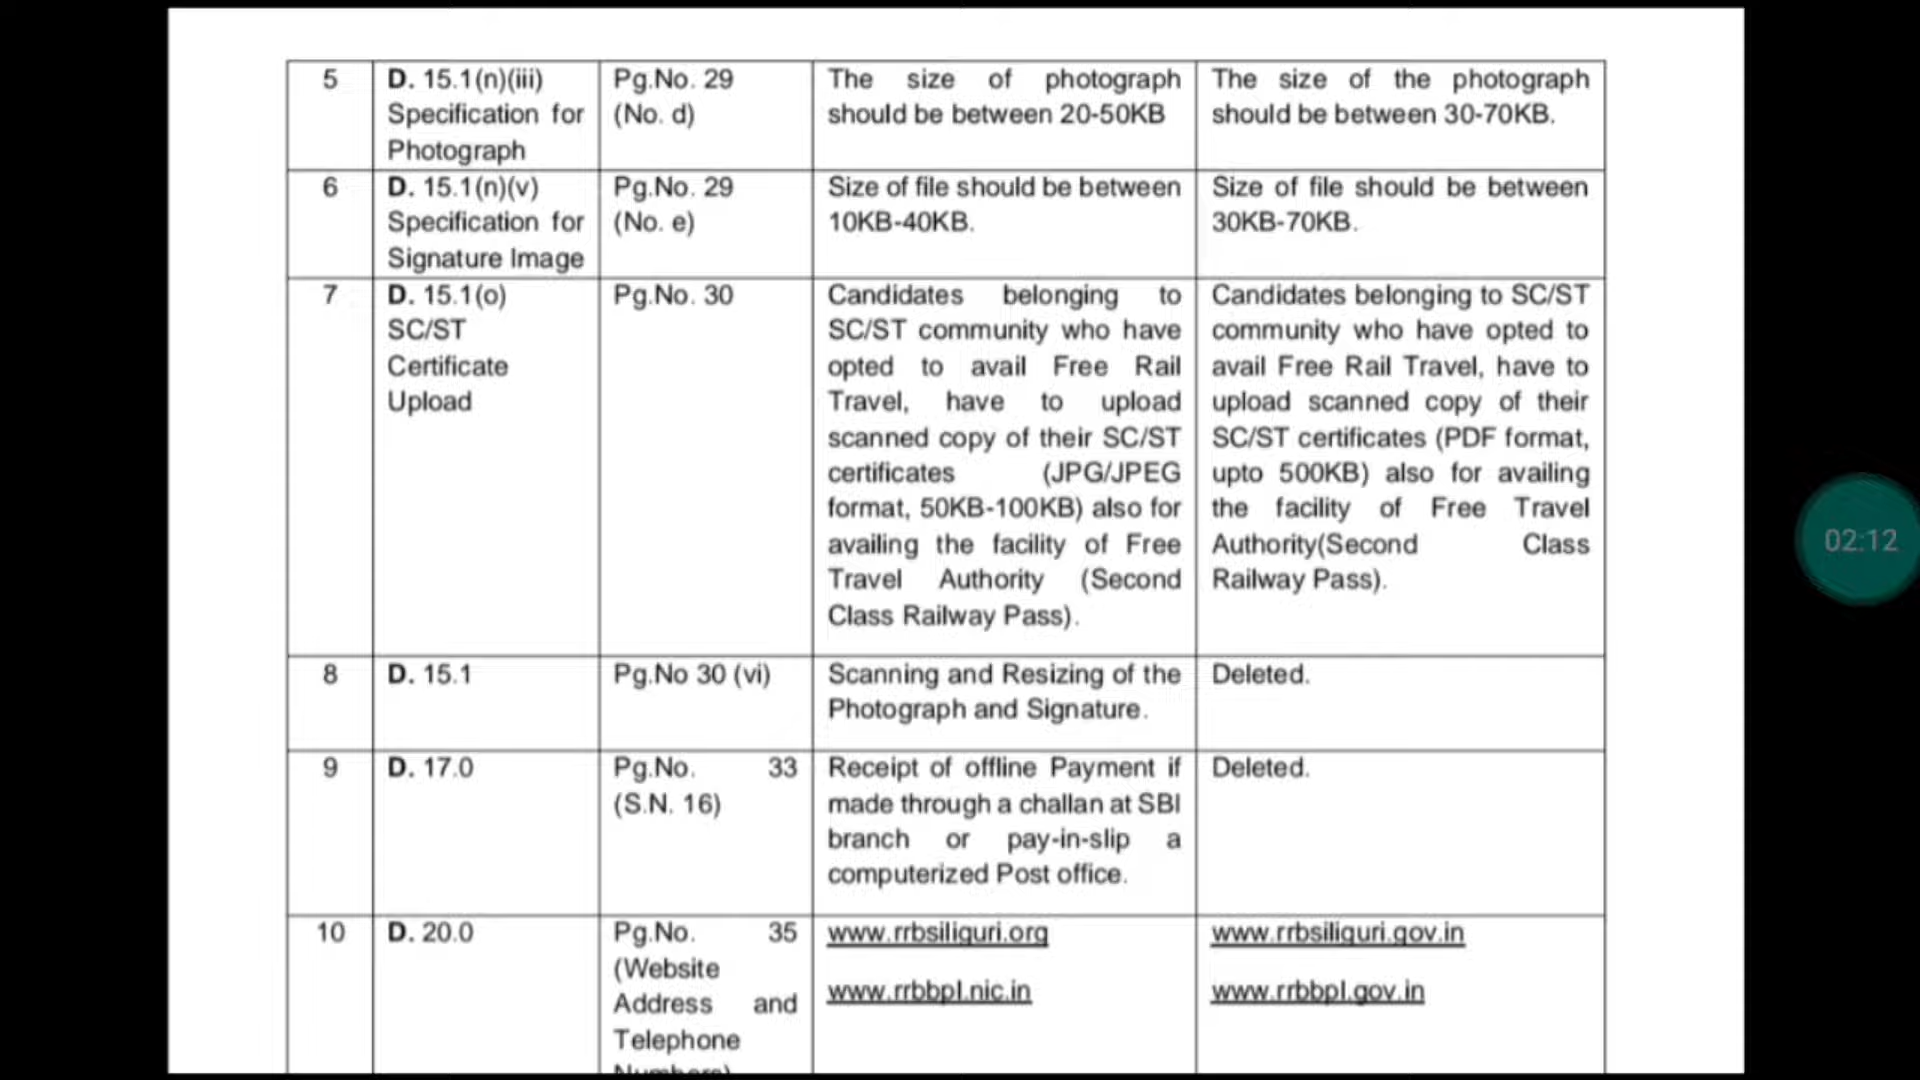 5 D. 15.1(n)(iii) Pg.No. 29 The size of photograph The size of the photograph
Specification for (No. d) should be between 20-50KB should be between 30-70KB.
Photograph
6 D. 15.1(n)(v) Pg.No. 29 Size of file should be between Size of file should be between
Specification for (No. e) 10KB-40KB. 30KB-70KB.
Signature Image
7 D. 15.1(o) Pg.No. 30 Candidates belonging to Candidates belonging to SC/ST
SC/ST SC/ST community who have community who have opted to
Certificate opted to avail Free Rail avail Free Rail Travel, have to
Upload Travel, have to upload upload scanned copy of their
scanned copy of their SC/ST SC/ST certificates (PDF format,
certificates (JPG/JPEG upto 500KB) also for availing
format, 50KB-100KB) also for the facility of Free Travel
availing the facility of Free Authority(Second Class
Travel Authority (Second Railway Pass).
Class Railway Pass).
8 D. 15.1 Pg.No 30 (vi) Scanning and Resizing of the Deleted.
Photograph and Signature.
9 D. 17.0 Pg.No. 33 Receipt of offline Payment if Deleted.
(S.N. 16) made through a challan at SBI
branch or pay-in-slip a
computerized Post office.
10 D. 20.0 Pg.No. 35 www.rrbsiliguri.org www.rrbsiliguri.gov.in
(Website
www.rrbbpl.nic.in www.rrbbpl.gov.in
Address and
Telephone
Numbers)
02:12